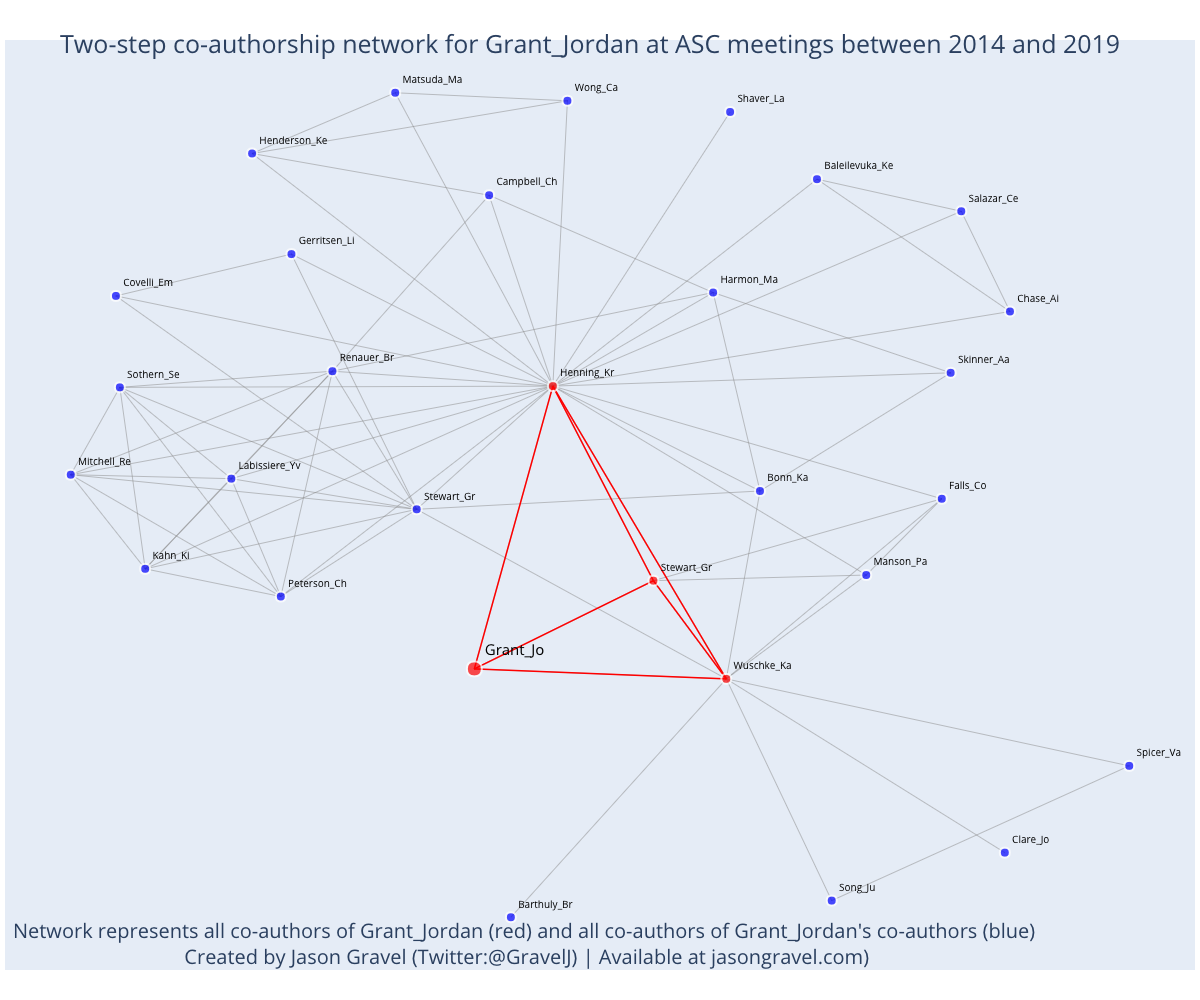 Two-step co-authorship network for Grant_Jordan at ASC meetings between 2014 and 2019
Matsuda_Ma
Wong_Ca
Shaver_La
Henderson_Ke
Baleilevuka_Ke
Campbell_Ch
Salazar_Ce
Gerritsen_Li
Harmon_Ma
Covelli_Em
Chase_Ai
Renauer_Br
Skinner_Aa
Sothern_Se
Henning_Kr
Mitchell_Re
Labissiere_Yv
Bonn_Ka
Falls_Co
Stewart_Gr
Kahn_Ki
Manson_Pa
Stewart_Gr
Peterson_Ch
Grant_Jo
Wuschke_Ka
Spicer_Va
Clare_Jo
Song_Ju
Barthuly_Br
Network represents all co-authors of Grant_Jordan (red) and all co-authors of Grant_Jordan's co-authors (blue)
Created by Jason Gravel (Twitter:@GravelJ) | Available at jasongravel.com)